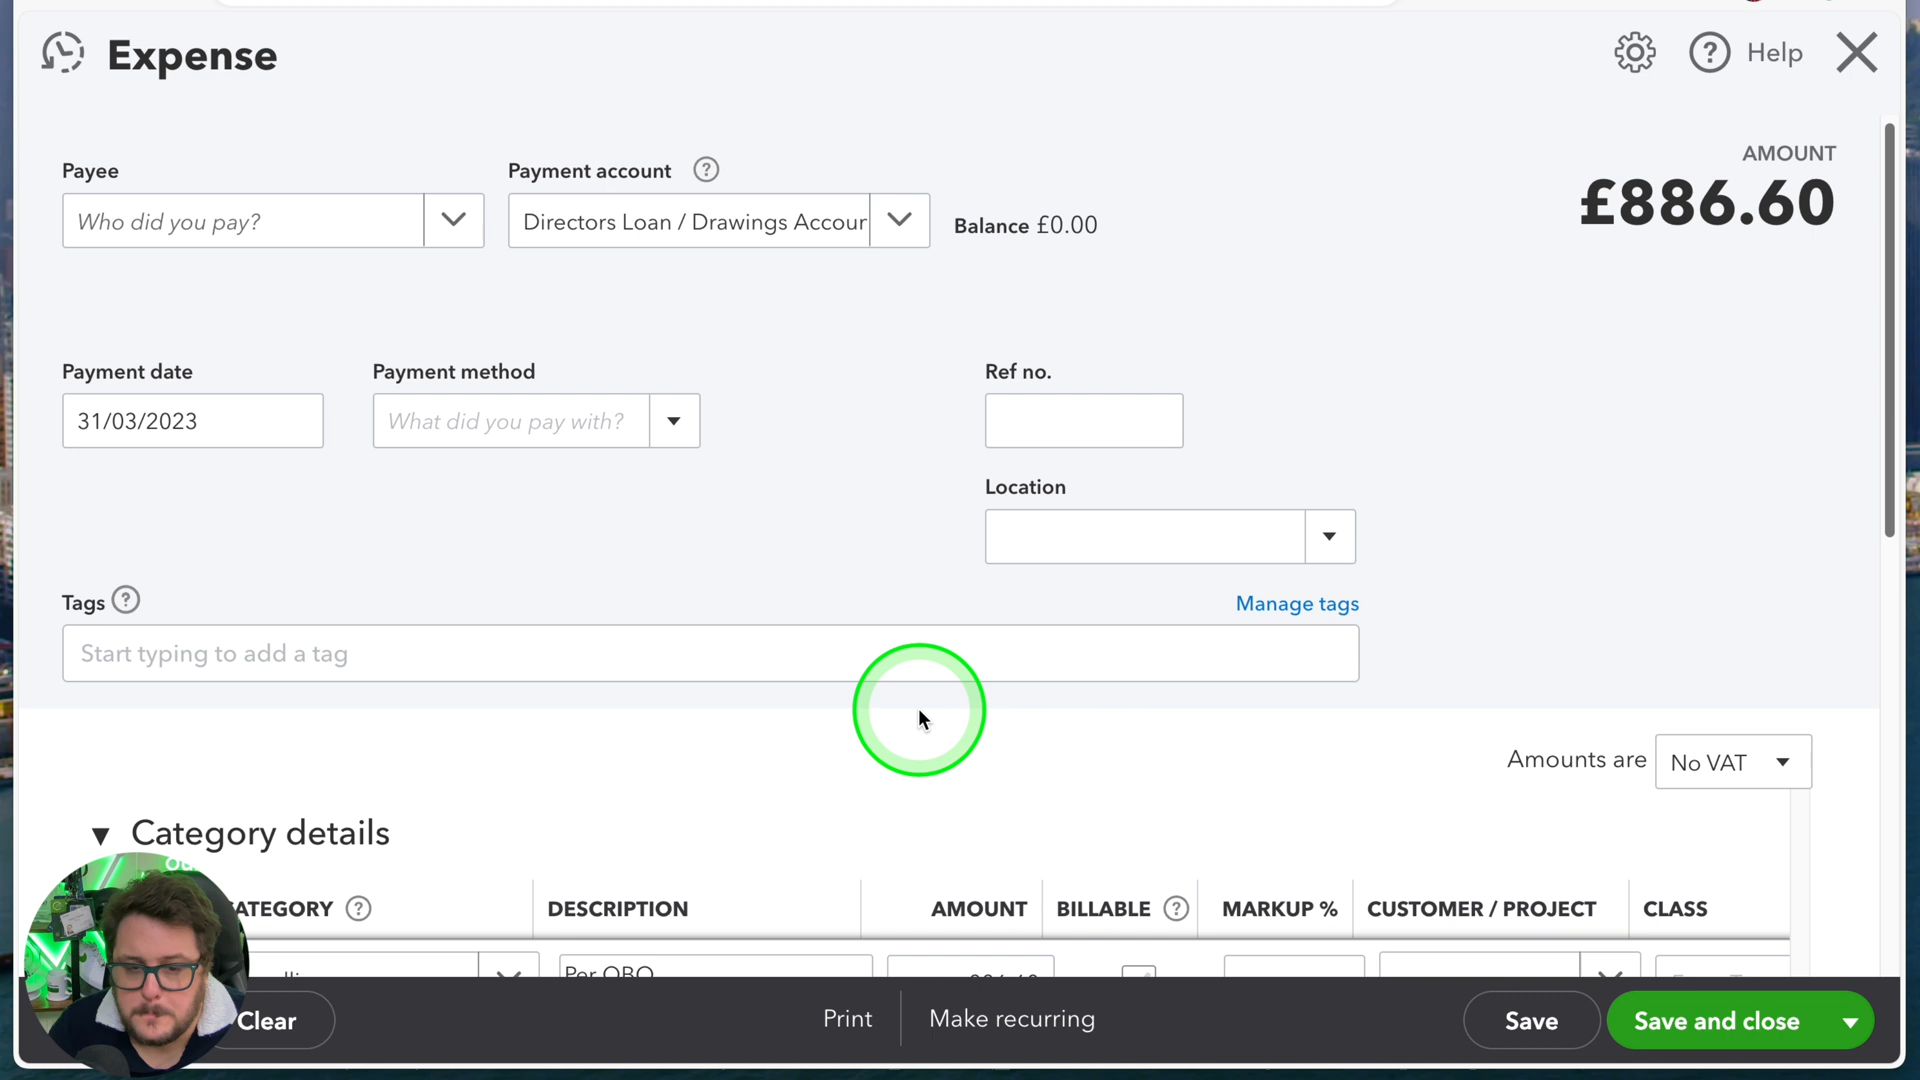 Expense
Help
Payee
Payment account
AMOUNT
£886.60
Who did you pay?
Directors Loan / Drawings Accour
Balance £0.00
Payment date
Payment method
Ref no.
31/03/2023
What did you pay with?
Location
Tags
Manage tags
Start typing to add a tag
Amounts are
No VAT
Category details
ATEGORY
DESCRIPTION
AMOUNT
BILLABLE
MARKUP %
CUSTOMER / PROJECT
CLASS
Per QBO
Clear
Print
Make recurring
Save
Save and close